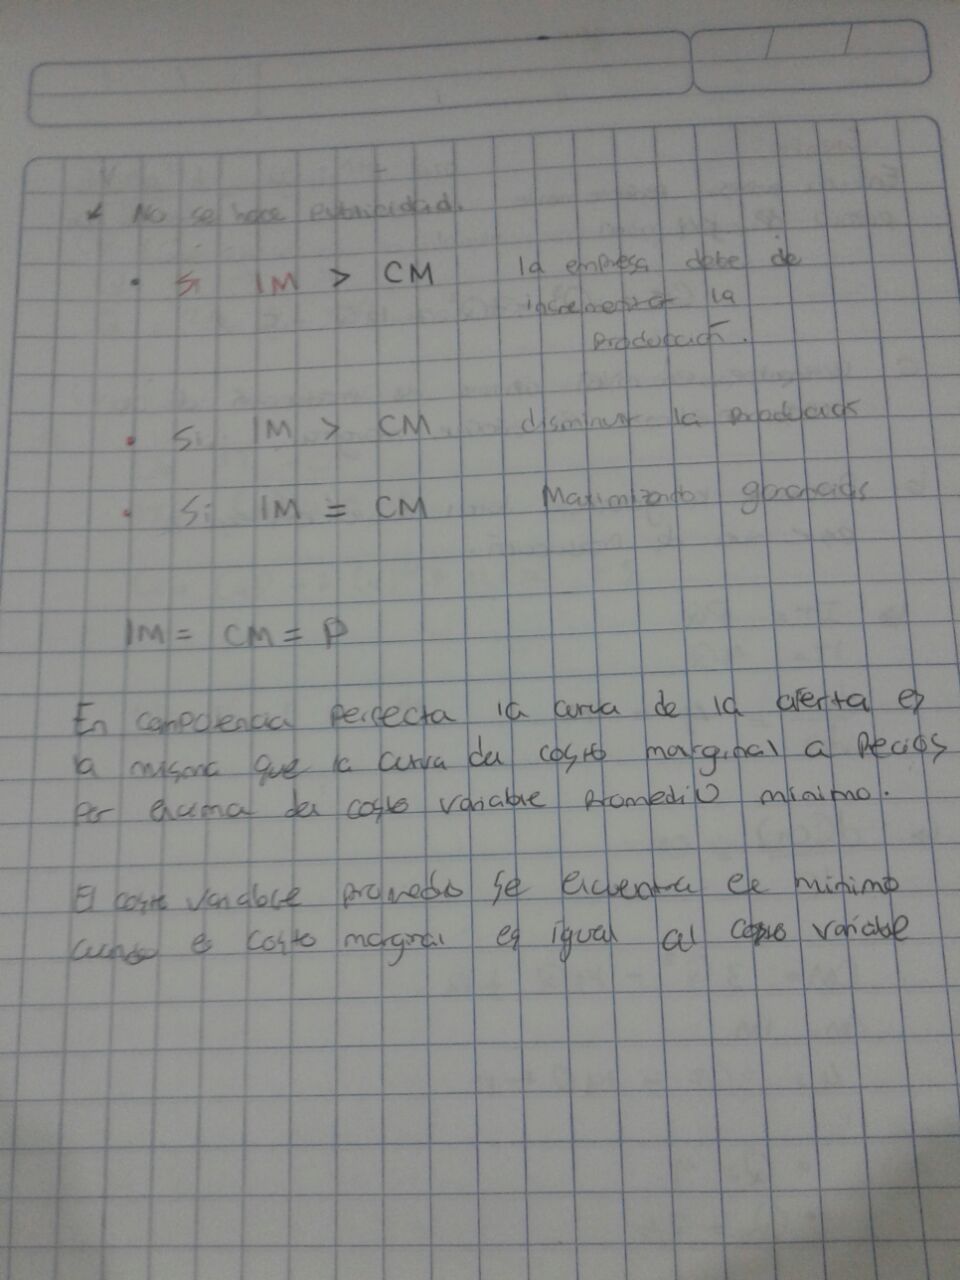 * No se hace publicidad.
• Si IM > CM la empresa debe de
incrementar la
producción.
• Si IM > CM disminuir la producción
• Si IM = CM Maximizando ganancias
IM = CM = P
En competencia perfecta la curva de la oferta es
la misma que la curva del costo marginal a precios
por encima del costo variable promedio mínimo.
El costo variable promedio se encuentra en mínimo
cuando el costo marginal es igual al costo variable